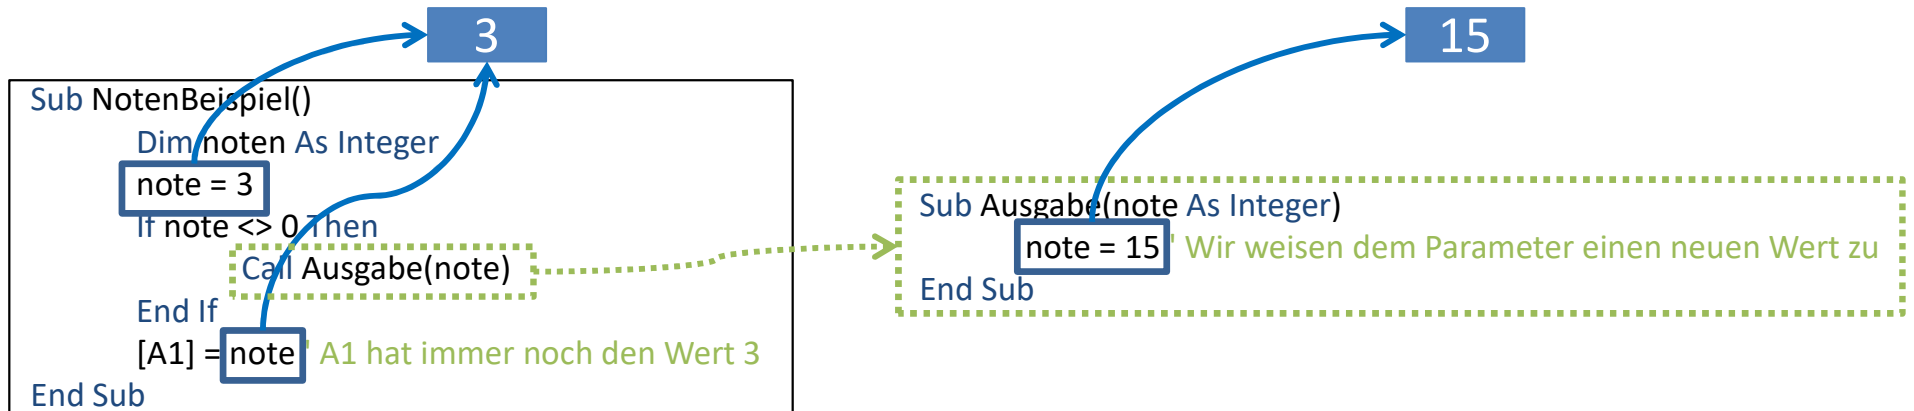 3
Sub NotenBeispiel()
Dim noten As Integer
note = 3
If note <> 0 Then
Call Ausgabe(note)
End If
[A1] = note ' A1 hat immer noch den Wert 3
End Sub
15
Sub Ausgabe(note As Integer)
note = 15 ' Wir weisen dem Parameter einen neuen Wert zu
End Sub